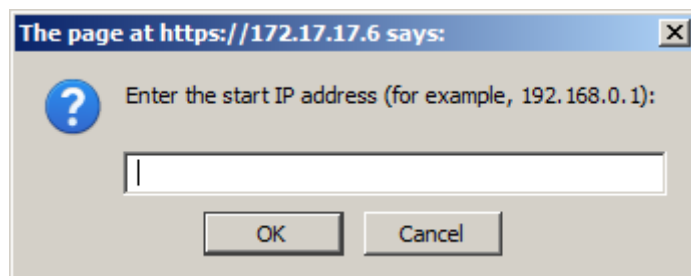 The page at https://172.17.17.6 says:
Enter the start IP address (for example, 192.168.0.1):
OK Cancel